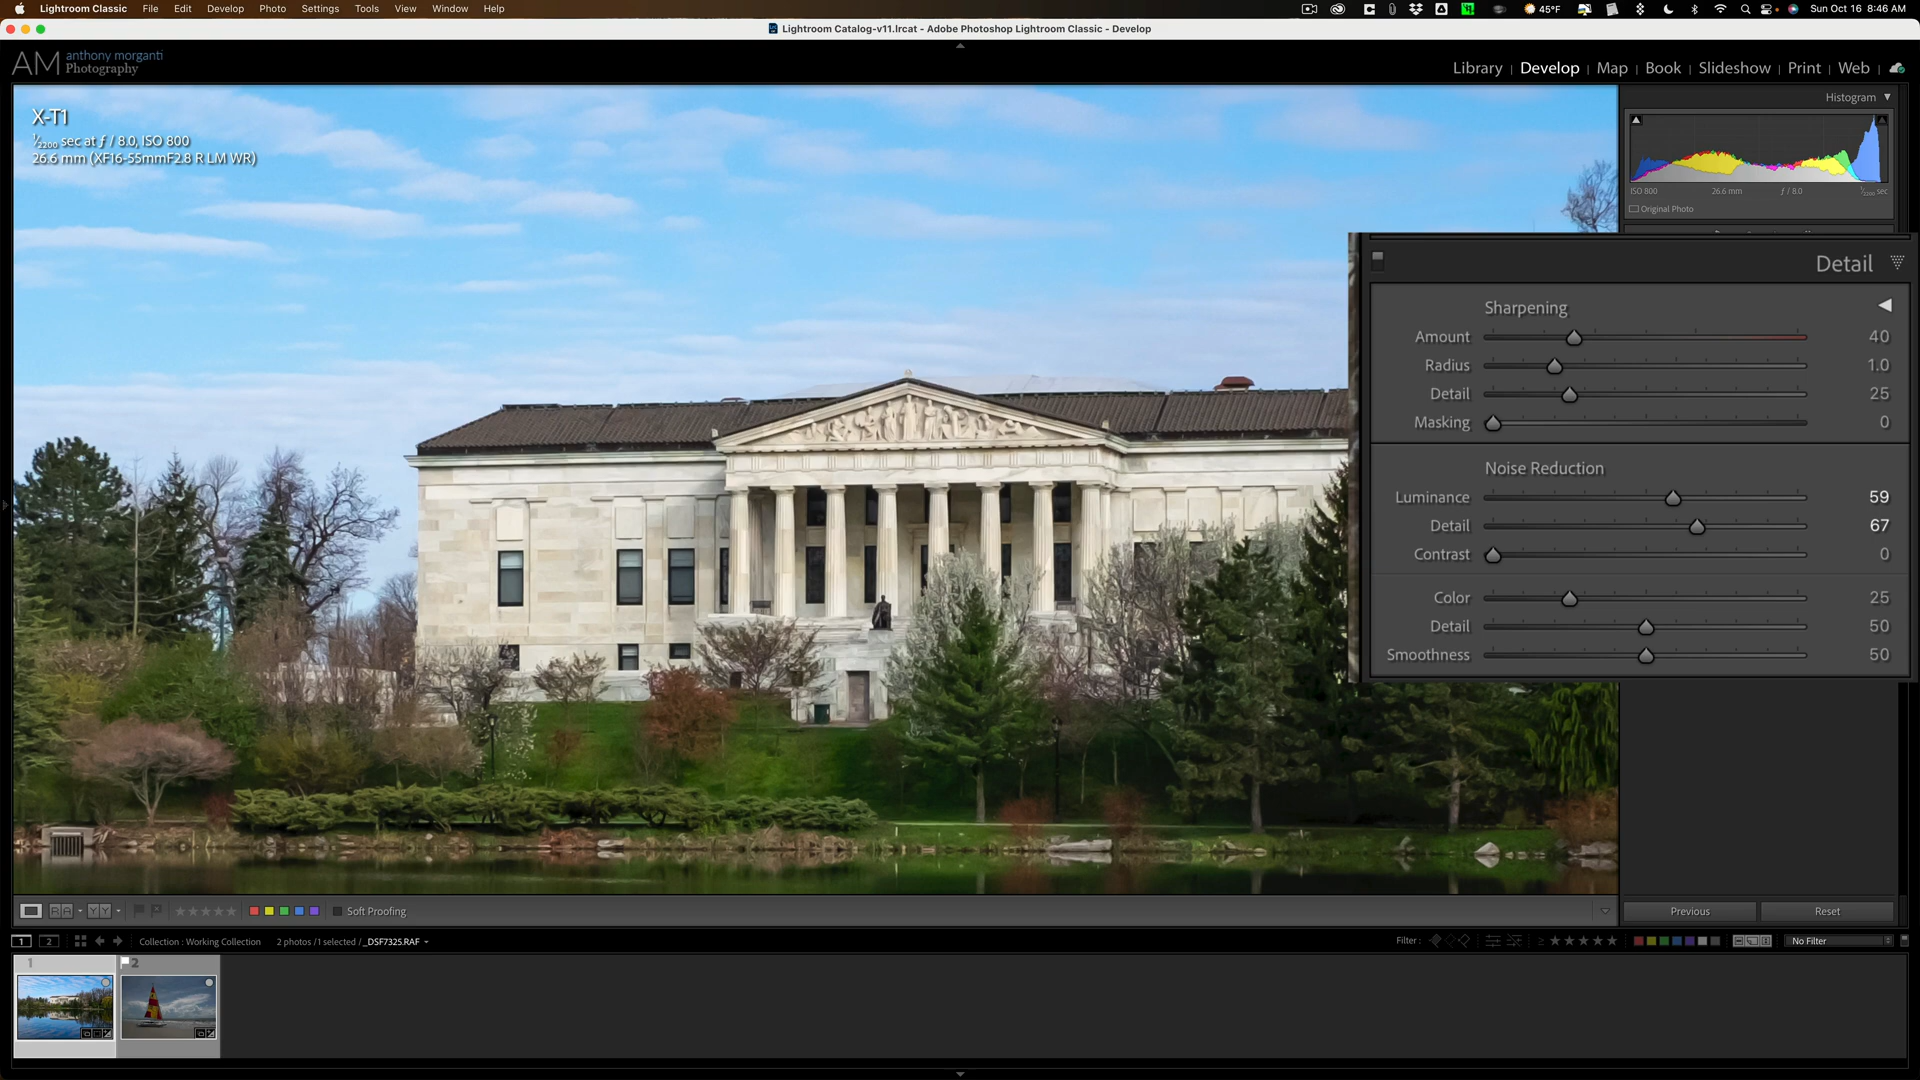 Lightroom Classic File Edit Develop Photo Settings Tools View Window Help 45°F Sun Oct 16 8:46 AM
Lightroom Catalog-v11.lrcat - Adobe Photoshop Lightroom Classic - Develop
AM anthony morganti
Photography
Library | Develop | Map | Book | Slideshow | Print | Web
Histogram
X-T1
1/2200 sec at ƒ / 8.0, ISO 800
26.6 mm (XF16-55mmF2.8 R LM WR)
ISO 800 26.6 mm ƒ / 8.0 1/2200 sec
Original Photo
Detail
Sharpening
Amount 40
Radius 1.0
Detail 25
Masking 0
Noise Reduction
Luminance 59
Detail 67
Contrast 0
Color 25
Detail 50
Smoothness 50
Soft Proofing
Previous Reset
1 2 Collection : Working Collection 2 photos /1 selected /_DSF7325.RAF Filter : No Filter
1 2